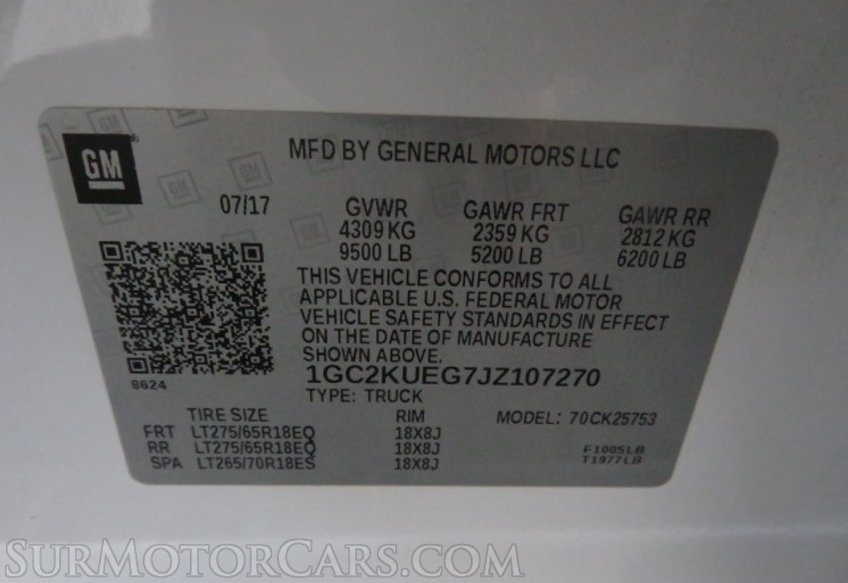 GM
MFD BY GENERAL MOTORS LLC
07/17 GVWR GAWR FRT GAWR RR
4309 KG 2359 KG 2812 KG
9500 LB 5200 LB 6200 LB
THIS VEHICLE CONFORMS TO ALL
APPLICABLE U.S. FEDERAL MOTOR
VEHICLE SAFETY STANDARDS IN EFFECT
ON THE DATE OF MANUFACTURE
SHOWN ABOVE.
8624
1GC2KUEG7JZ107270
TYPE: TRUCK
TIRE SIZE RIM MODEL: 70CK25753
FRT LT275/65R18EQ 18X8J
RR LT275/65R18EQ 18X8J F1005LB
SPA LT265/70R18ES 18X8J T1977LB
SURMOTORCARS.COM